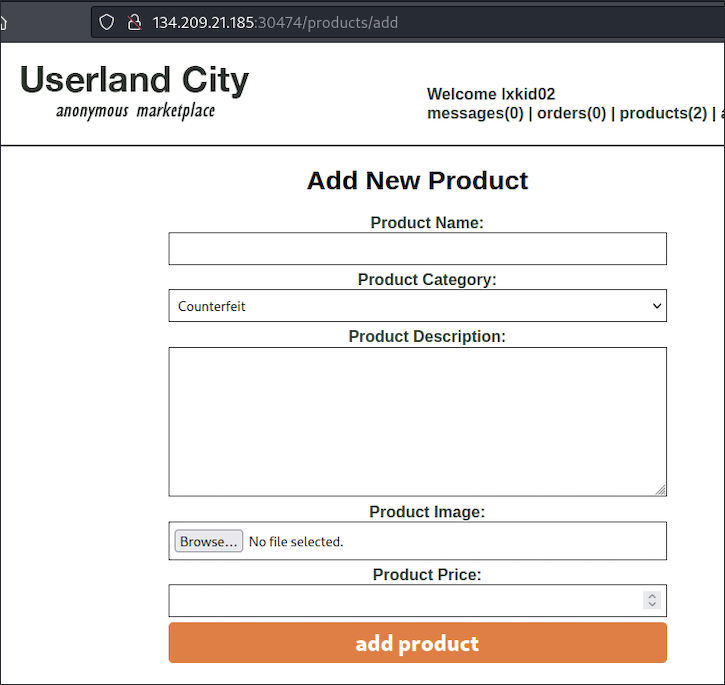 134.209.21.185:30474/products/add
Userland City
anonymous marketplace
Welcome lxkid02
messages(0) | orders(0) | products(2) | a
Add New Product
Product Name:
Product Category:
Counterfeit
Product Description:
Product Image:
Browse... No file selected.
Product Price:
add product